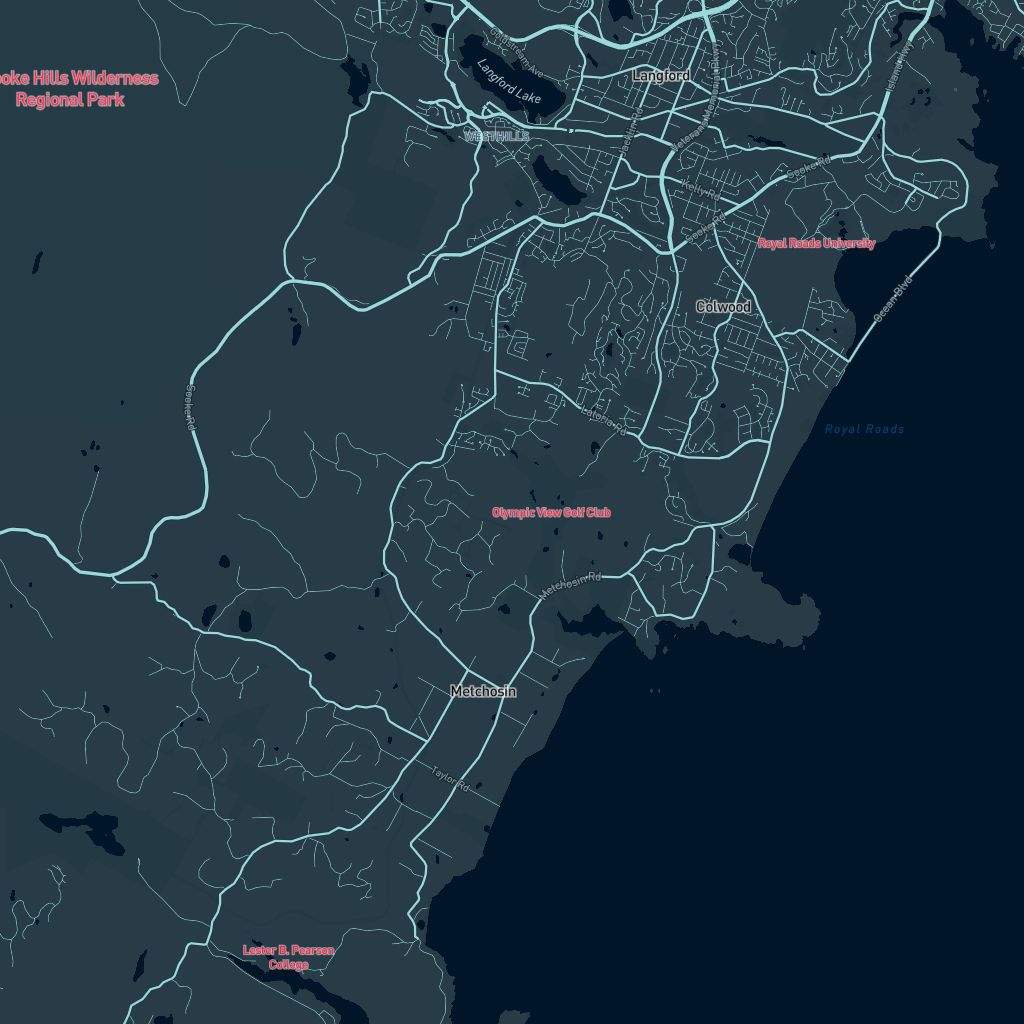 Goldstream Ave
Langford Lake
Langford
Island Hwy
oke Hills Wilderness
Regional Park
Veterans Memorial Pkwy
WESTHILLS
Jacklin Rd
Sooke Rd
Kelly Rd
Sooke Rd
Royal Roads University
Ocean Blvd
Colwood
Sooke Rd
Latoria Rd
Royal Roads
Olympic View Golf Club
Metchosin Rd
Metchosin
Taylor Rd
Lester B. Pearson
College